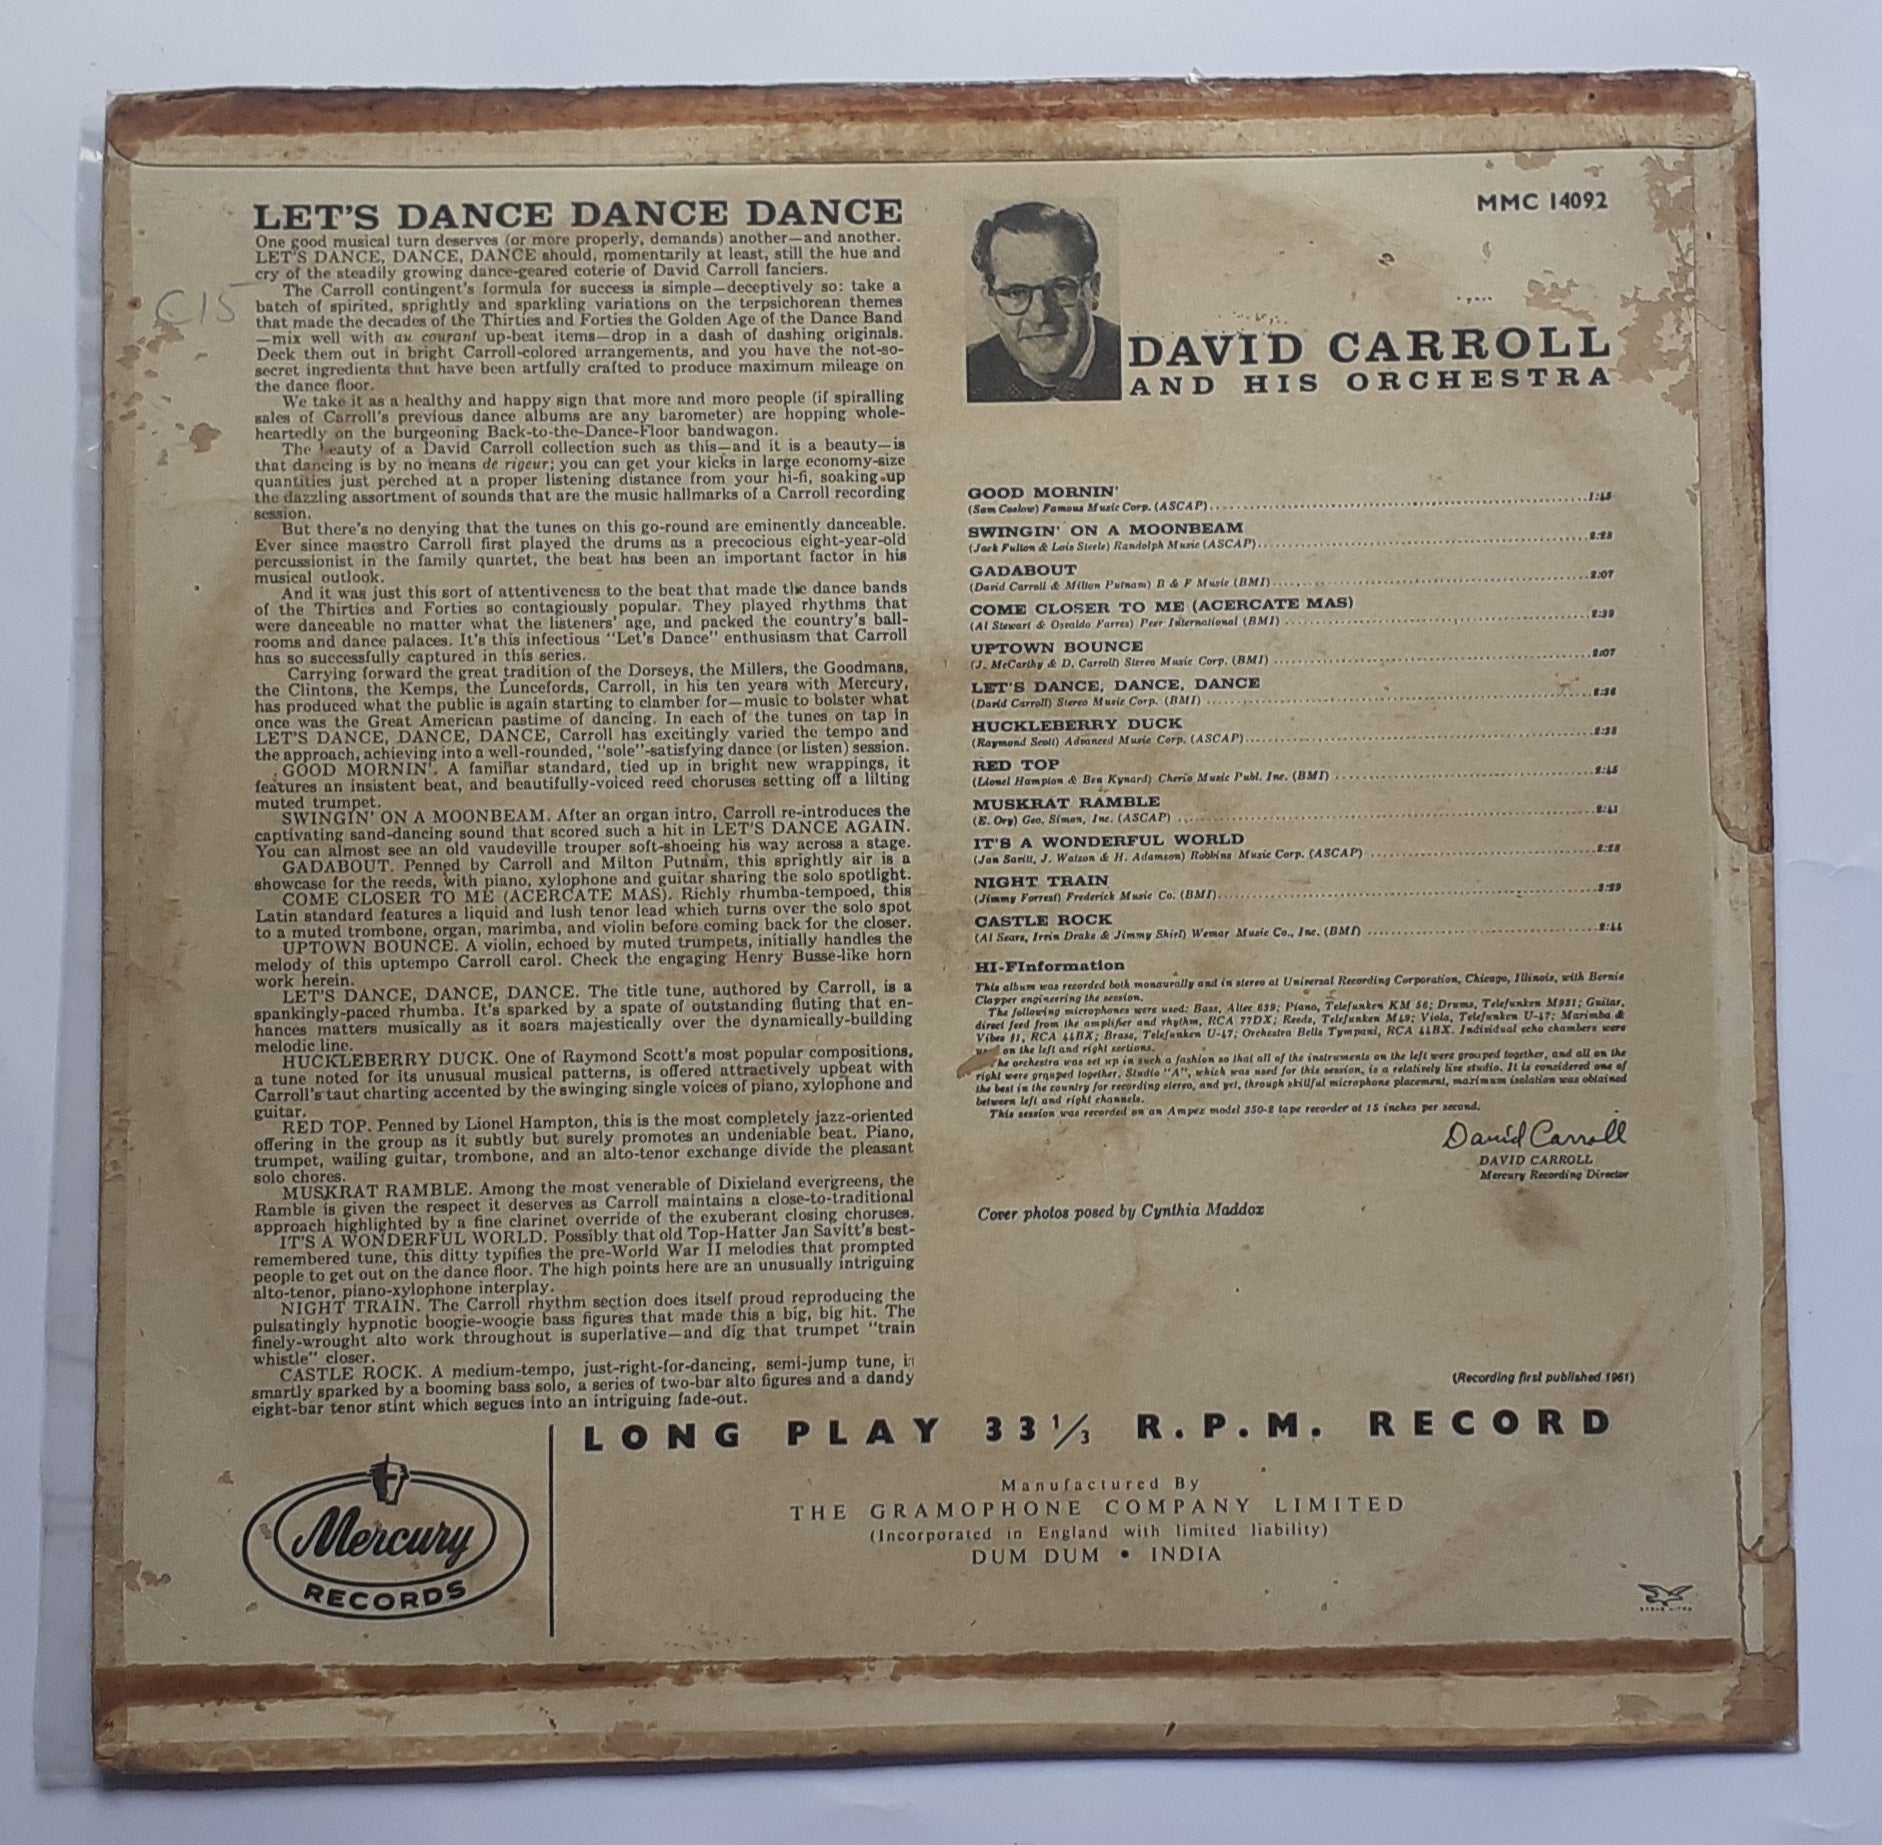 LET'S DANCE DANCE DANCE
One good musical turn deserves (or more properly, demands) another—and another.
LET'S DANCE, DANCE, DANCE should, momentarily at least, still the hue and
cry of the steadily growing dance-geared coterie of David Carroll fanciers.
The Carroll contingent's formula for success is simple—deceptively so: take a
batch of spirited, sprightly and sparkling variations on the terpsichorean themes
that made the decades of the Thirties and Forties the Golden Age of the Dance Band
—mix well with au courant up-beat items—drop in a dash of dashing originals.
Deck them out in bright Carroll-colored arrangements, and you have the not-so-
secret ingredients that have been artfully crafted to produce maximum mileage on
the dance floor.
We take it as a healthy and happy sign that more and more people (if spiralling
sales of Carroll's previous dance albums are any barometer) are hopping whole-
heartedly on the burgeoning Back-to-the-Dance-Floor bandwagon.
The beauty of a David Carroll collection such as this—and it is a beauty—is
that dancing is by no means de rigeur; you can get your kicks in large economy-size
quantities just perched at a proper listening distance from your hi-fi, soaking-up
the dazzling assortment of sounds that are the music hallmarks of a Carroll recording
session.
But there's no denying that the tunes on this go-round are eminently danceable.
Ever since maestro Carroll first played the drums as a precocious eight-year-old
percussionist in the family quartet, the beat has been an important factor in his
musical outlook.
And it was just this sort of attentiveness to the beat that made the dance bands
of the Thirties and Forties so contagiously popular. They played rhythms that
were danceable no matter what the listeners' age, and packed the country's ball-
rooms and dance palaces. It's this infectious "Let's Dance" enthusiasm that Carroll
has so successfully captured in this series.
Carrying forward the great tradition of the Dorseys, the Millers, the Goodmans,
the Clintons, the Kemps, the Luncefords, Carroll, in his ten years with Mercury,
has produced what the public is again starting to clamber for—music to bolster what
once was the Great American pastime of dancing. In each of the tunes on tap in
LET'S DANCE, DANCE, DANCE, Carroll has excitingly varied the tempo and
the approach, achieving into a well-rounded, "sole"-satisfying dance (or listen) session.
GOOD MORNIN'. A familiar standard, tied up in bright new wrappings, it
features an insistent beat, and beautifully-voiced reed choruses setting off a lilting
muted trumpet.
SWINGIN' ON A MOONBEAM. After an organ intro, Carroll re-introduces the
captivating sand-dancing sound that scored such a hit in LET'S DANCE AGAIN.
You can almost see an old vaudeville trouper soft-shoeing his way across a stage.
GADABOUT. Penned by Carroll and Milton Putnam, this sprightly air is a
showcase for the reeds, with piano, xylophone and guitar sharing the solo spotlight.
COME CLOSER TO ME (ACERCATE MAS). Richly rhumba-tempoed, this
Latin standard features a liquid and lush tenor lead which turns over the solo spot
to a muted trombone, organ, marimba, and violin before coming back for the closer.
UPTOWN BOUNCE. A violin, echoed by muted trumpets, initially handles the
melody of this uptempo Carroll carol. Check the engaging Henry Busse-like horn
work herein.
LET'S DANCE, DANCE, DANCE. The title tune, authored by Carroll, is a
spankingly-paced rhumba. It's sparked by a spate of outstanding fluting that en-
hances matters musically as it soars majestically over the dynamically-building
melodic line.
HUCKLEBERRY DUCK. One of Raymond Scott's most popular compositions,
a tune noted for its unusual musical patterns, is offered attractively upbeat with
Carroll's taut charting accented by the swinging single voices of piano, xylophone and
guitar.
RED TOP. Penned by Lionel Hampton, this is the most completely jazz-oriented
offering in the group as it subtly but surely promotes an undeniable beat. Piano,
trumpet, wailing guitar, trombone, and an alto-tenor exchange divide the pleasant
solo chores.
MUSKRAT RAMBLE. Among the most venerable of Dixieland evergreens, the
Ramble is given the respect it deserves as Carroll maintains a close-to-traditional
approach highlighted by a fine clarinet override of the exuberant closing choruses.
IT'S A WONDERFUL WORLD. Possibly that old Top-Hatter Jan Savitt's best-
remembered tune, this ditty typifies the pre-World War II melodies that prompted
people to get out on the dance floor. The high points here are an unusually intriguing
alto-tenor, piano-xylophone interplay.
NIGHT TRAIN. The Carroll rhythm section does itself proud reproducing the
pulsatingly hypnotic boogie-woogie bass figures that made this a big, big hit. The
finely-wrought alto work throughout is superlative—and dig that trumpet "train
whistle" closer.
CASTLE ROCK. A medium-tempo, just-right-for-dancing, semi-jump tune, is
smartly sparked by a booming bass solo, a series of two-bar alto figures and a dandy
eight-bar tenor stint which segues into an intriguing fade-out.
C15
MMC 14092
DAVID CARROLL
AND HIS ORCHESTRA
GOOD MORNIN'
(Sam Coslow) Famous Music Corp. (ASCAP) 1:48
SWINGIN' ON A MOONBEAM
(Jack Fulton & Lois Steele) Randolph Music (ASCAP) 2:28
GADABOUT
(David Carroll & Milton Putnam) B & F Music (BMI) 2:07
COME CLOSER TO ME (ACERCATE MAS)
(Al Stewart & Osvaldo Farres) Peer International (BMI) 2:39
UPTOWN BOUNCE
(J. McCarthy & D. Carroll) Stereo Music Corp. (BMI) 2:07
LET'S DANCE, DANCE, DANCE
(David Carroll) Stereo Music Corp. (BMI) 2:36
HUCKLEBERRY DUCK
(Raymond Scott) Advanced Music Corp. (ASCAP) 2:38
RED TOP
(Lionel Hampton & Ben Kynard) Cherio Music Publ. Inc. (BMI) 2:45
MUSKRAT RAMBLE
(E. Ory) Geo. Simon, Inc. (ASCAP) 2:41
IT'S A WONDERFUL WORLD
(Jan Savitt, J. Watson & H. Adamson) Robbins Music Corp. (ASCAP) 2:28
NIGHT TRAIN
(Jimmy Forrest) Frederick Music Co. (BMI) 3:29
CASTLE ROCK
(Al Sears, Irvin Drake & Jimmy Shirl) Wemar Music Co., Inc. (BMI) 2:44
HI-FInformation
This album was recorded both monaurally and in stereo at Universal Recording Corporation, Chicago, Illinois, with Bernie
Clapper engineering the session.
The following microphones were used: Bass, Altec 639; Piano, Telefunken KM 56; Drums, Telefunken M221; Guitar,
direct feed from the amplifier and rhythm, RCA 77DX; Reeds, Telefunken M49; Viola, Telefunken U-47; Marimba &
Vibes #1, RCA 44BX; Brass, Telefunken U-47; Orchestra Bells Tympani, RCA 44BX. Individual echo chambers were
on the left and right sections.
The orchestra was set up in such a fashion so that all of the instruments on the left were grouped together, and all on the
right were grouped together. Studio "A", which was used for this session, is a relatively live studio. It is considered one of
the best in the country for recording stereo, and yet, through skillful microphone placement, maximum isolation was obtained
between left and right channels.
This session was recorded on an Ampex model 350-2 tape recorder at 15 inches per second.
David Carroll
DAVID CARROLL
Mercury Recording Director
Cover photos posed by Cynthia Maddox
(Recording first published 1961)
LONG PLAY 33⅓ R.P.M. RECORD
Mercury
RECORDS
Manufactured By
THE GRAMOPHONE COMPANY LIMITED
(Incorporated in England with limited liability)
DUM DUM • INDIA